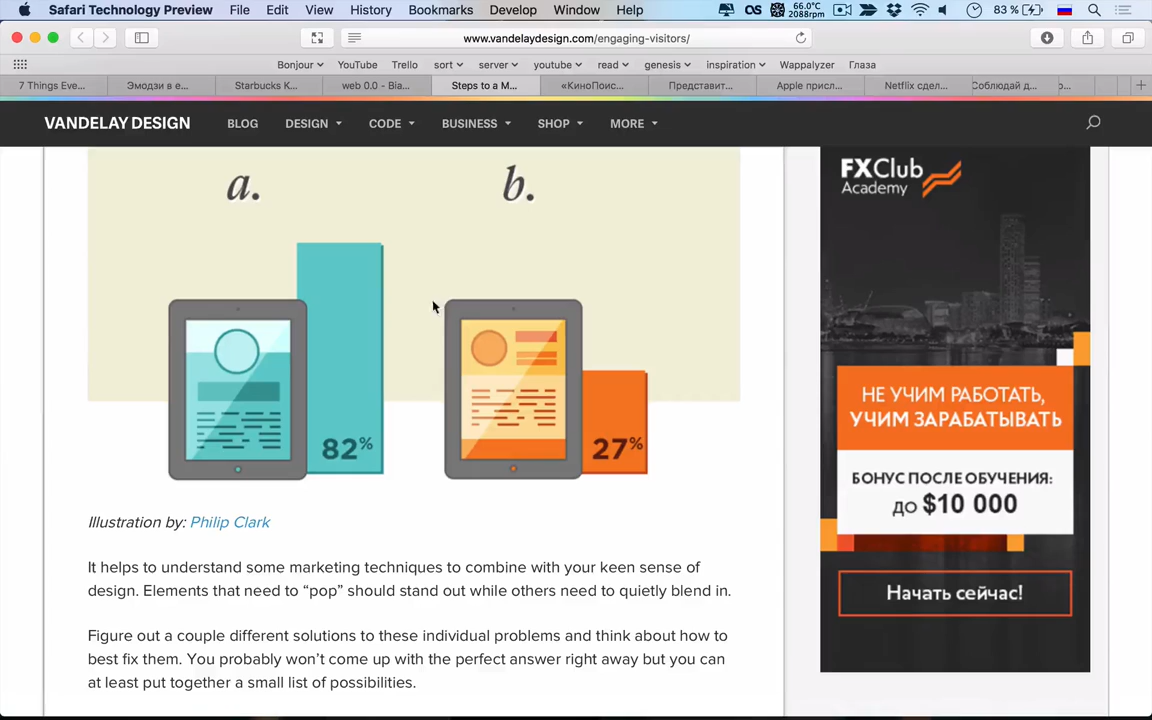 Safari Technology Preview File Edit View History Bookmarks Develop Window Help 66.0°C 2088rpm 83 %
www.vandelaydesign.com/engaging-visitors/
Bonjour YouTube Trello sort server youtube read genesis inspiration Wappalyzer Глаза
7 Things Eve... Эмодзи в е... Starbucks K... web 0.0 - Bia... Steps to a M... «КиноПоис... Представит... Apple присл... Netflix сдел... Соблюдай д...
VANDELAY DESIGN BLOG DESIGN CODE BUSINESS SHOP MORE
a. b.
82% 27%
Illustration by: Philip Clark
It helps to understand some marketing techniques to combine with your keen sense of
design. Elements that need to “pop” should stand out while others need to quietly blend in.
Figure out a couple different solutions to these individual problems and think about how to
best fix them. You probably won’t come up with the perfect answer right away but you can
at least put together a small list of possibilities.
FXClub
Academy
НЕ УЧИМ РАБОТАТЬ,
УЧИМ ЗАРАБАТЫВАТЬ
БОНУС ПОСЛЕ ОБУЧЕНИЯ:
ДО $10 000
Начать сейчас!